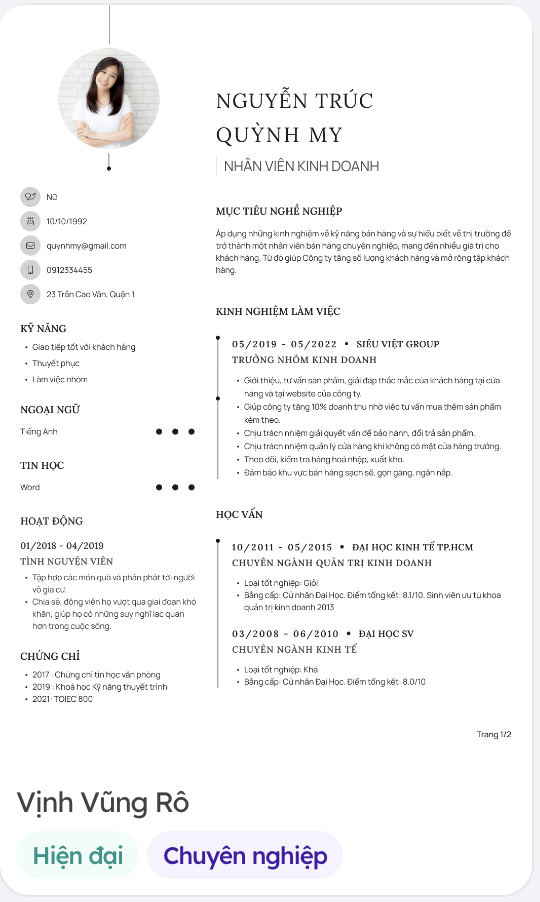 NGUYỄN TRÚC
QUỲNH MY
NHÂN VIÊN KINH DOANH
Nữ
10/10/1992
quynhmy@gmail.com
0912334455
23 Trần Cao Vân, Quận 1
KỸ NĂNG
• Giao tiếp tốt với khách hàng
• Thuyết phục
• Làm việc nhóm
NGOẠI NGỮ
Tiếng Anh
TIN HỌC
Word
HOẠT ĐỘNG
01/2018 - 04/2019
TÌNH NGUYỆN VIÊN
• Tập hợp các món quà và phân phát tới người
vô gia cư.
• Chia sẻ, động viên họ vượt qua giai đoạn khó
khăn, giúp họ có những suy nghĩ lạc quan
hơn trong cuộc sống.
CHỨNG CHỈ
• 2017 : Chứng chỉ tin học văn phòng
• 2019 : Khoá học Kỹ năng thuyết trình
• 2021: TOIEC 800
MỤC TIÊU NGHỀ NGHIỆP
Áp dụng những kinh nghiệm về kỹ năng bán hàng và sự hiểu biết về thị trường để
trở thành một nhân viên bán hàng chuyên nghiệp, mang đến nhiều giá trị cho
khách hàng. Từ đó giúp Công ty tăng số lượng khách hàng và mở rộng tập khách
hàng.
KINH NGHIỆM LÀM VIỆC
05/2019 - 05/2022 • SIÊU VIỆT GROUP
TRƯỞNG NHÓM KINH DOANH
• Giới thiệu, tư vấn sản phẩm, giải đáp thắc mắc của khách hàng tại cửa
hàng và tại website của công ty.
• Giúp công ty tăng 10% doanh thu nhờ việc tư vấn mua thêm sản phẩm
kèm theo.
• Chịu trách nhiệm giải quyết vấn đề bảo hành, đổi trả sản phẩm.
• Chịu trách nhiệm quản lý cửa hàng khi không có mặt cửa hàng trưởng.
• Theo dõi, kiểm tra hàng hoá nhập, xuất kho.
• Đảm bảo khu vực bán hàng sạch sẽ, gọn gàng, ngăn nắp.
HỌC VẤN
10/2011 - 05/2015 • ĐẠI HỌC KINH TẾ TP.HCM
CHUYÊN NGÀNH QUẢN TRỊ KINH DOANH
• Loại tốt nghiệp: Giỏi
• Bằng cấp: Cử nhân Đại Học. Điểm tổng kết: 8.1/10. Sinh viên ưu tú khoa
quản trị kinh doanh 2013
03/2008 - 06/2010 • ĐẠI HỌC SV
CHUYÊN NGÀNH KINH TẾ
• Loại tốt nghiệp: Khá
• Bằng cấp: Cử nhân Đại Học. Điểm tổng kết: 8.0/10
Trang 1/2
Vịnh Vũng Rô
Hiện đại
Chuyên nghiệp